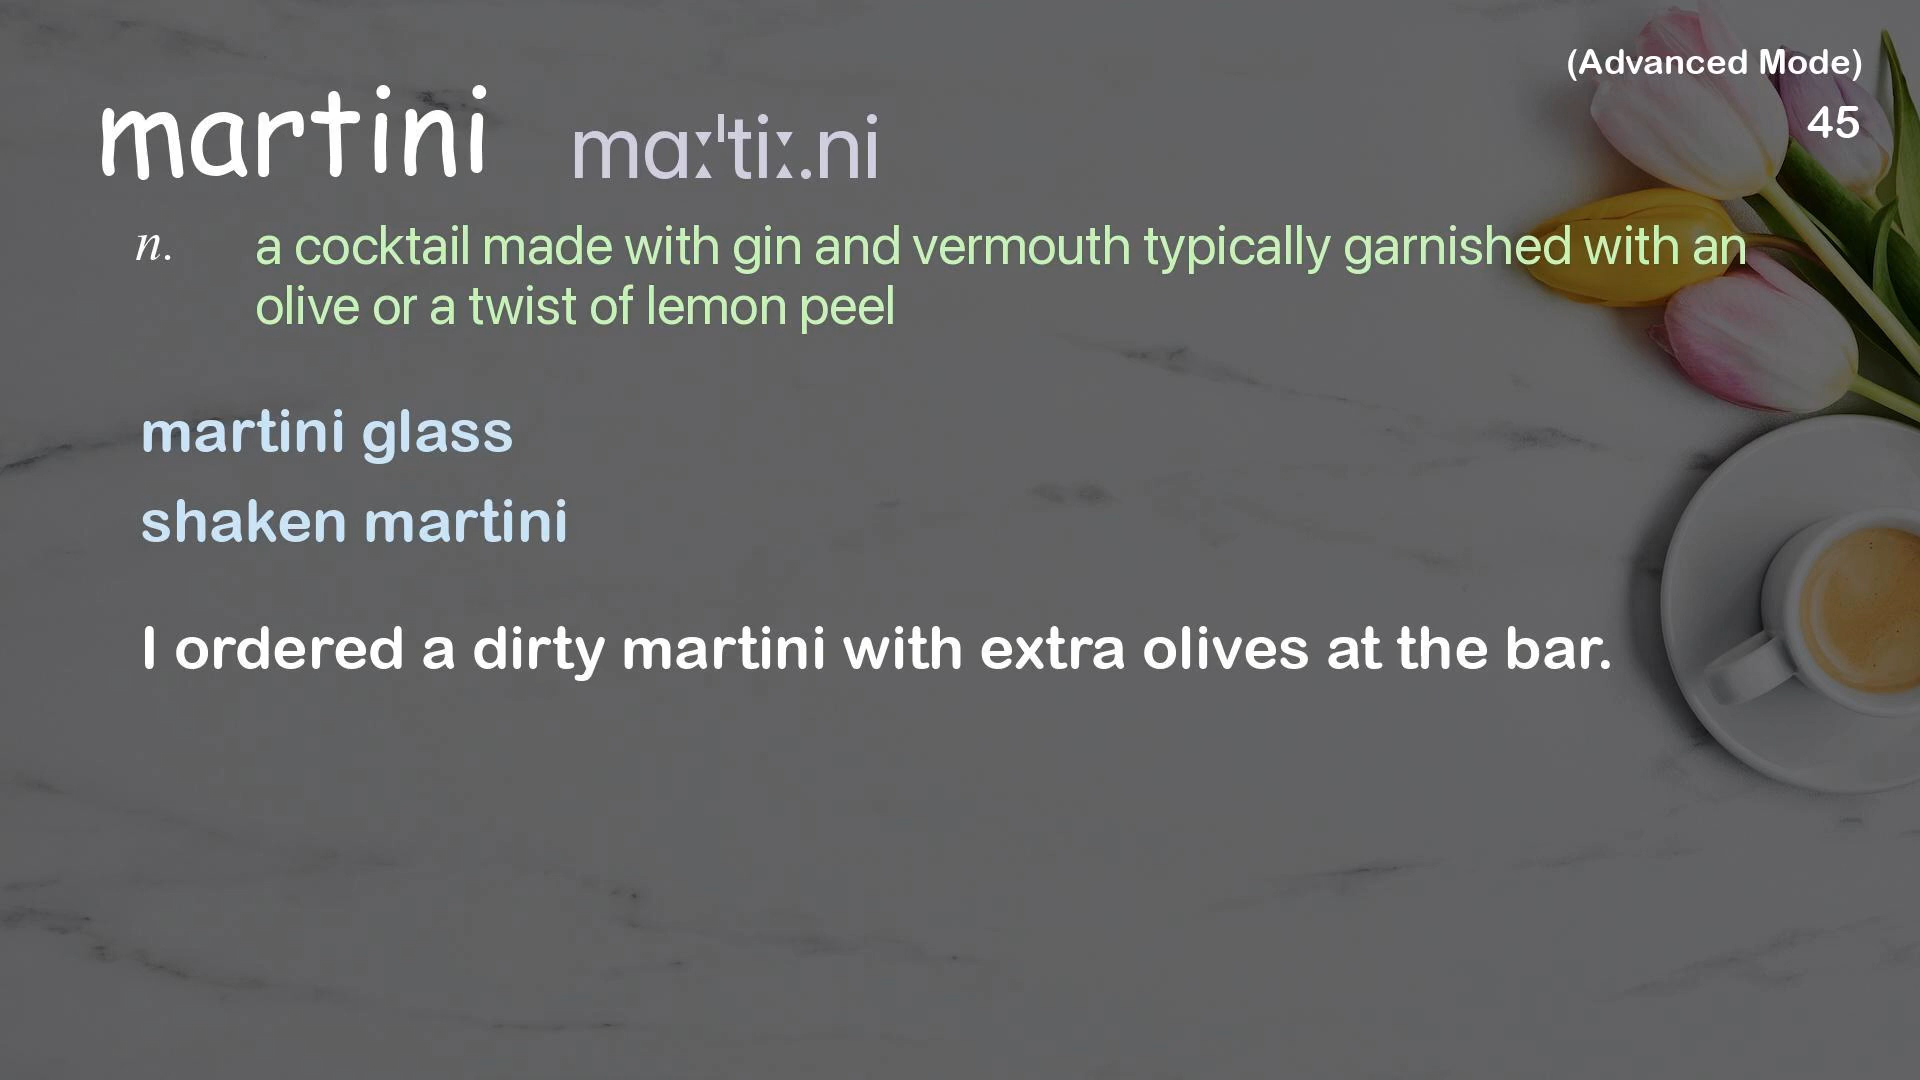 (Advanced Mode)
45
martini mɑːˈtiː.ni
n. a cocktail made with gin and vermouth typically garnished with an
olive or a twist of lemon peel
martini glass
shaken martini
I ordered a dirty martini with extra olives at the bar.